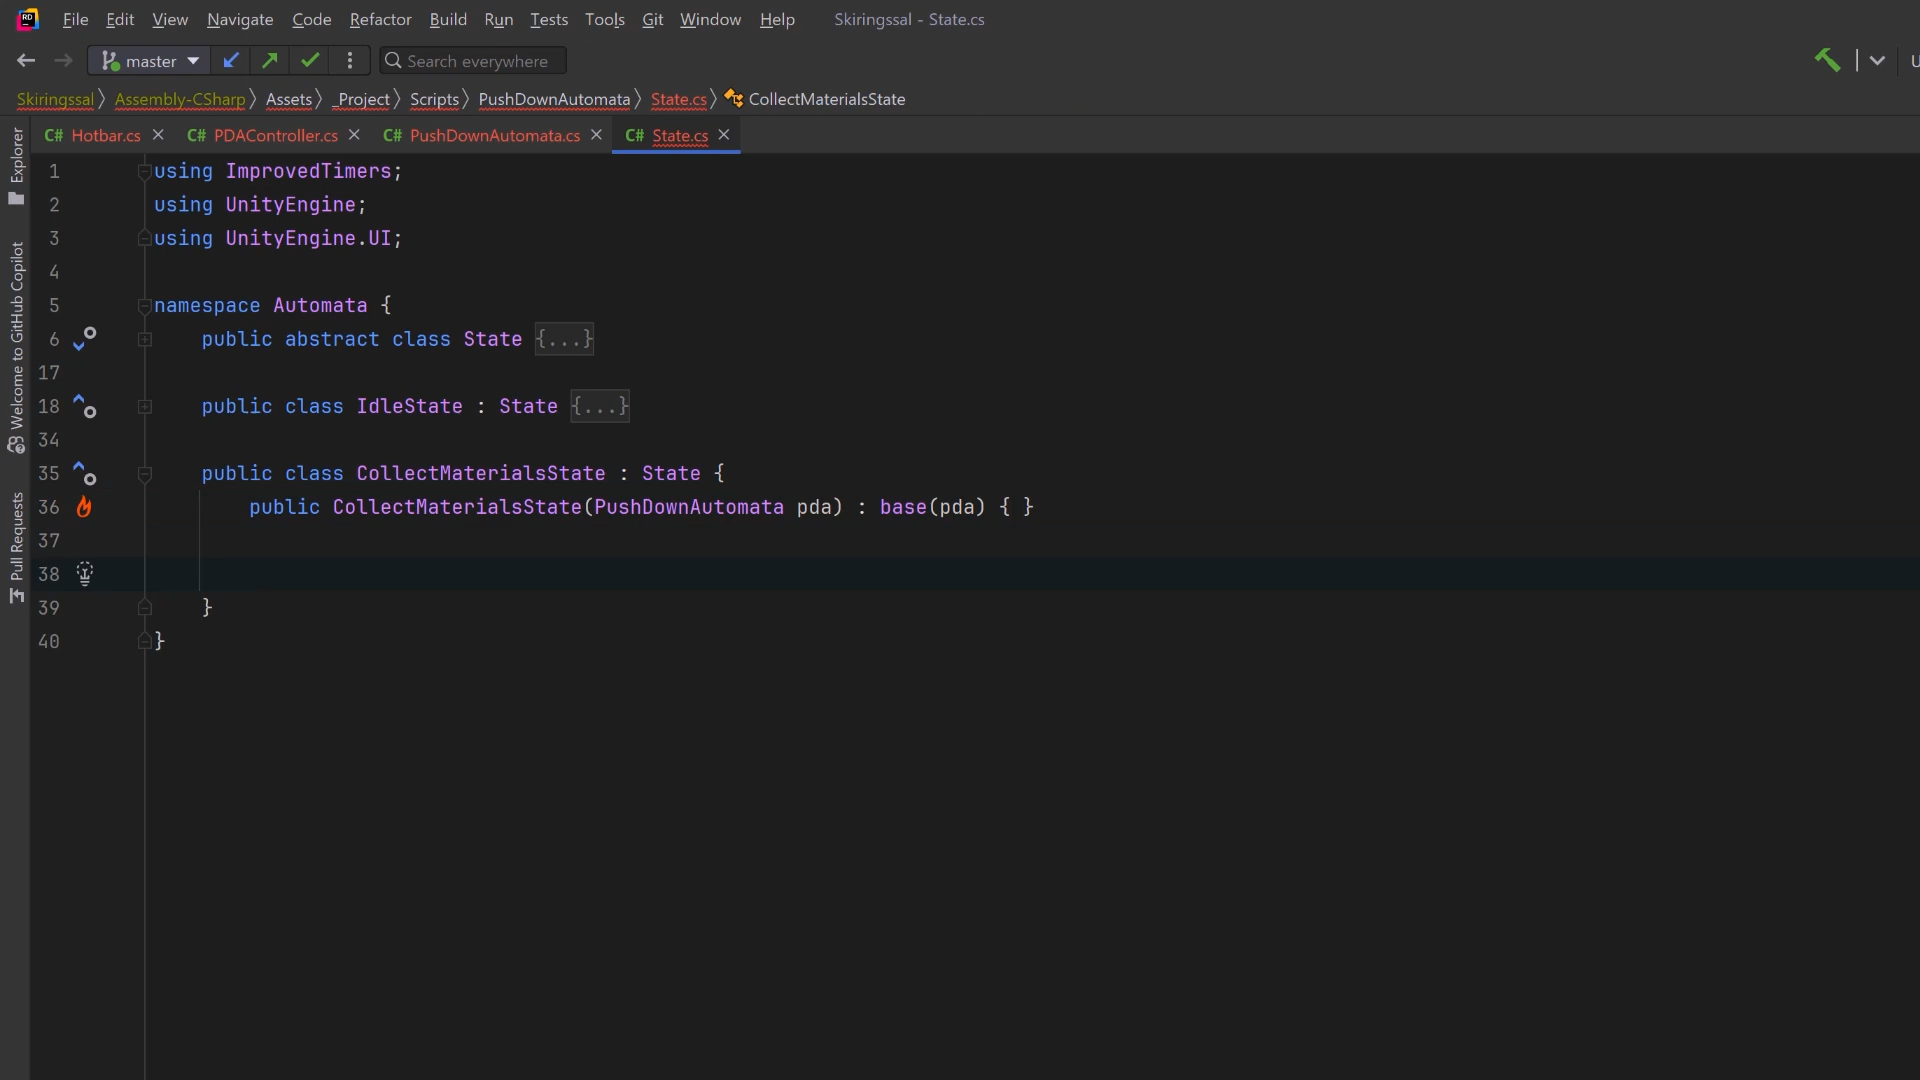 File Edit View Navigate Code Refactor Build Run Tests Tools Git Window Help Skiringssal - State.cs
master Search everywhere U
Skiringssal Assembly-CSharp Assets _Project Scripts PushDownAutomata State.cs CollectMaterialsState
C# Hotbar.cs C# PDAController.cs C# PushDownAutomata.cs C# State.cs
Explorer
Welcome to GitHub Copilot
Pull Requests
1 using ImprovedTimers;
2 using UnityEngine;
3 using UnityEngine.UI;
4
5 namespace Automata {
6 public abstract class State {...}
17
18 public class IdleState : State {...}
34
35 public class CollectMaterialsState : State {
36 public CollectMaterialsState(PushDownAutomata pda) : base(pda) { }
37
38
39 }
40 }